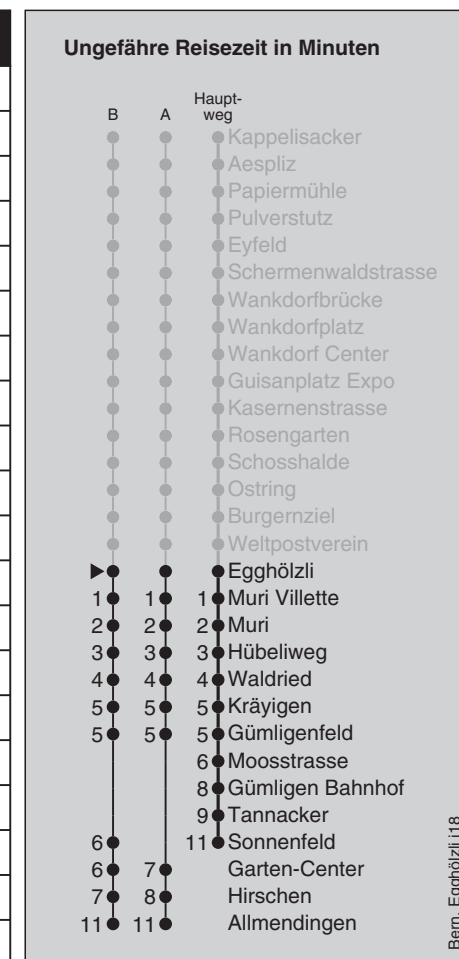 Ungefähre Reisezeit in Minuten
B A Haupt-
weg
Kappelisacker
Aespliz
Papiermühle
Pulverstutz
Eyfeld
Schermenwaldstrasse
Wankdorfbrücke
Wankdorfplatz
Wankdorf Center
Guisanplatz Expo
Kasernenstrasse
Rosengarten
Schosshalde
Ostring
Burgernziel
Weltpostverein
Egghölzli
1 1 1 Muri Villette
2 2 2 Muri
3 3 3 Hübeliweg
4 4 4 Waldried
5 5 5 Kräyigen
5 5 5 Gümligenfeld
6 Moosstrasse
8 Gümligen Bahnhof
9 Tannacker
6 11 Sonnenfeld
6 7 Garten-Center
7 8 Hirschen
11 11 Allmendingen
Bern, Egghölzli i18